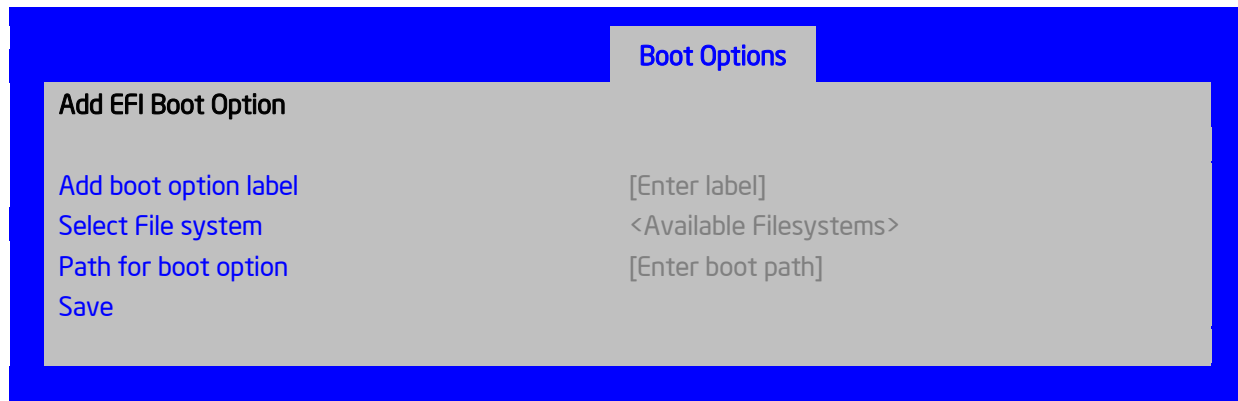 Boot Options
Add EFI Boot Option
Add boot option label [Enter label]
Select File system <Available Filesystems>
Path for boot option [Enter boot path]
Save